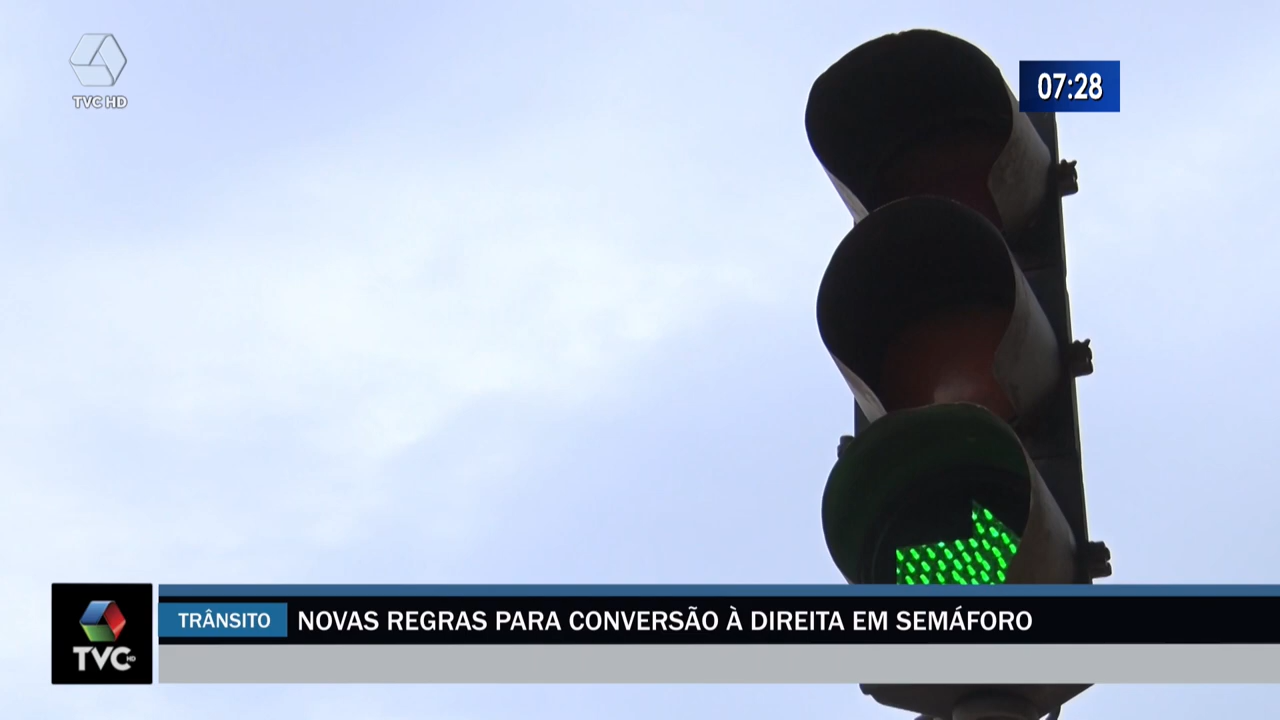 TVC HD
07:28
TRÂNSITO
NOVAS REGRAS PARA CONVERSÃO À DIREITA EM SEMÁFORO
TVC HD